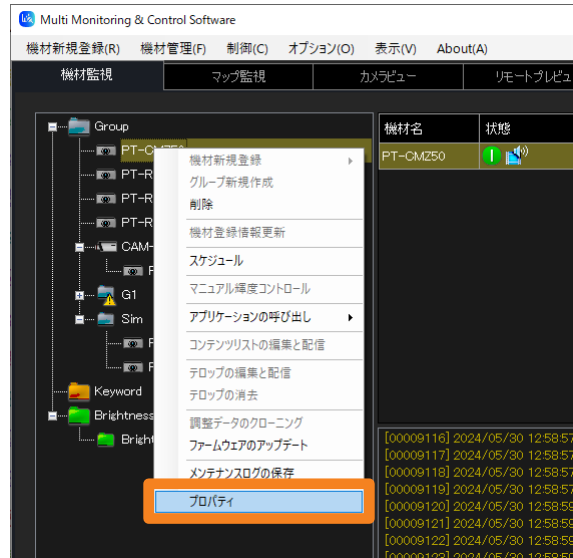 Multi Monitoring & Control Software
機材新規登録(R) 機材管理(F) 制御(C) オプション(O) 表示(V) About(A)
機材監視 マップ監視 カメラビュー リモートプレビュ
Group
機材名 状態
PT-CMZ50
PT-CMZ50
機材新規登録
PT-R
グループ新規作成
PT-R
削除
PT-R
機材登録情報更新
CAM-
スケジュール
マニュアル輝度コントロール
G1
アプリケーションの呼び出し
Sim
コンテンツリストの編集と配信
テロップの編集と配信
Keyword
テロップの消去
Brightness
調整データのクローニング
Bright
ファームウェアのアップデート
メンテナンスログの保存
プロパティ
[00009116] 2024/05/30 12:58:57
[00009117] 2024/05/30 12:58:57
[00009118] 2024/05/30 12:58:57
[00009119] 2024/05/30 12:58:57
[00009120] 2024/05/30 12:58:59
[00009121] 2024/05/30 12:58:59
[00009122] 2024/05/30 12:58:59